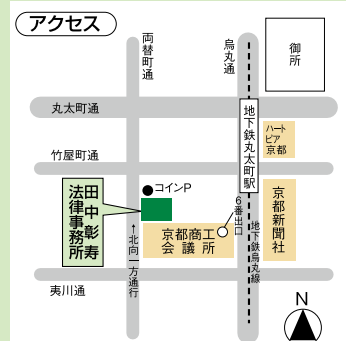 アクセス
両替町通
烏丸通
御所
丸太町通
地下鉄丸太町駅
ハート
ピア
京都
竹屋町通
コインP
田中彰寿
法律事務所
6番出口
京都新聞社
↑北向一方通行
京都商工
会議所
地下鉄烏丸線
夷川通
N